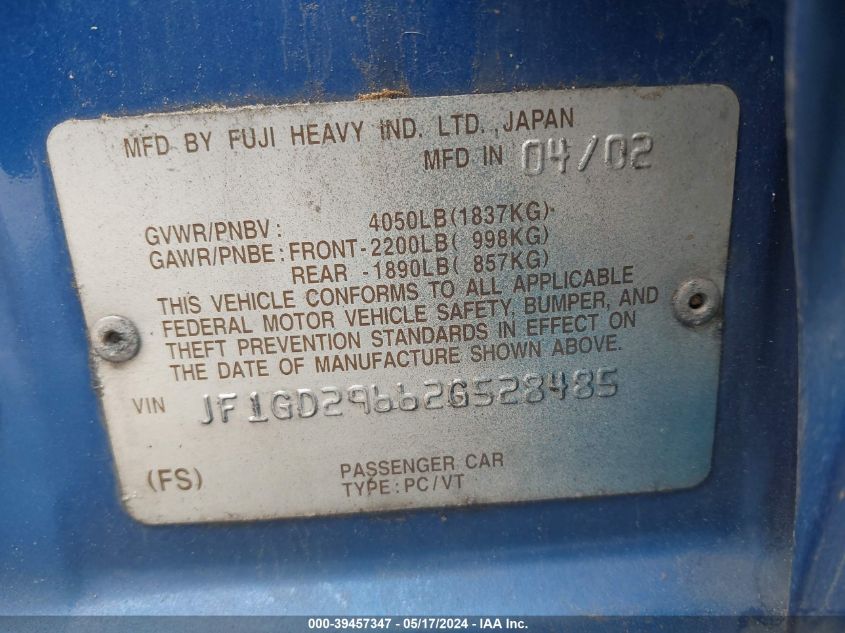 MFD BY FUJI HEAVY IND. LTD., JAPAN
MFD IN 04/02
GVWR/PNBV: 4050LB(1837KG)
GAWR/PNBE: FRONT-2200LB( 998KG)
REAR -1890LB( 857KG)
THIS VEHICLE CONFORMS TO ALL APPLICABLE
FEDERAL MOTOR VEHICLE SAFETY, BUMPER, AND
THEFT PREVENTION STANDARDS IN EFFECT ON
THE DATE OF MANUFACTURE SHOWN ABOVE.
VIN JF1GD29662G528485
(FS) PASSENGER CAR
TYPE: PC/VT
000-39457347 - 05/17/2024 - IAA Inc.